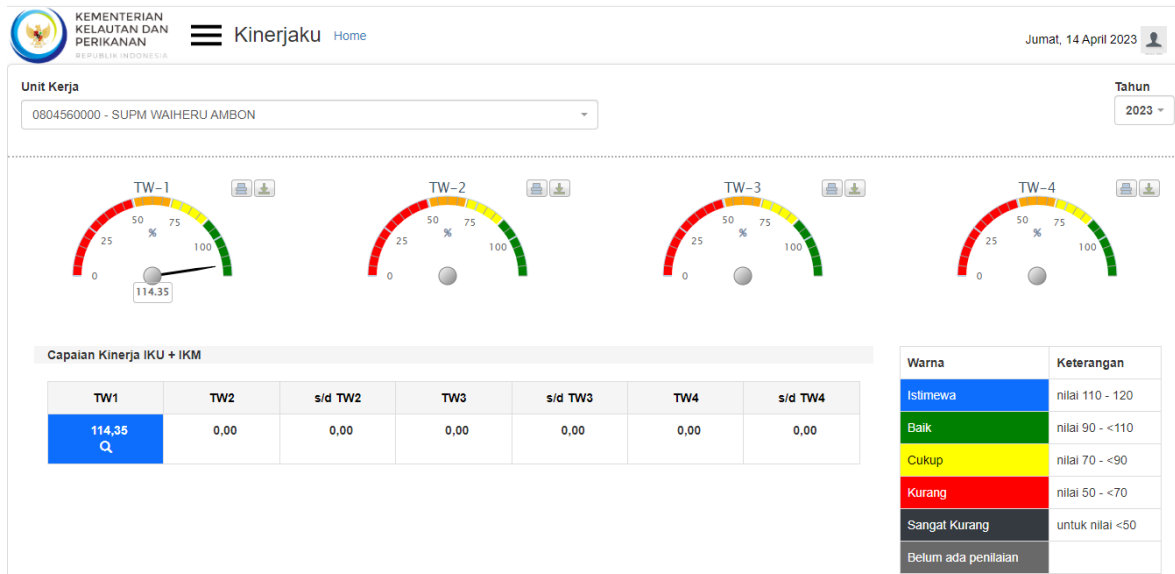 KEMENTERIAN
KELAUTAN DAN
PERIKANAN
REPUBLIK INDONESIA
Kinerjaku Home
Jumat, 14 April 2023
Unit Kerja
Tahun
0804560000 - SUPM WAIHERU AMBON
2023
TW-1
0
25
50
75
100
%
114.35
TW-2
0
25
50
75
100
%
TW-3
0
25
50
75
100
%
TW-4
0
25
50
75
100
%
Capaian Kinerja IKU + IKM
TW1 TW2 s/d TW2 TW3 s/d TW3 TW4 s/d TW4
114,35 0,00 0,00 0,00 0,00 0,00 0,00
Warna Keterangan
Istimewa nilai 110 - 120
Baik nilai 90 - <110
Cukup nilai 70 - <90
Kurang nilai 50 - <70
Sangat Kurang untuk nilai <50
Belum ada penilaian